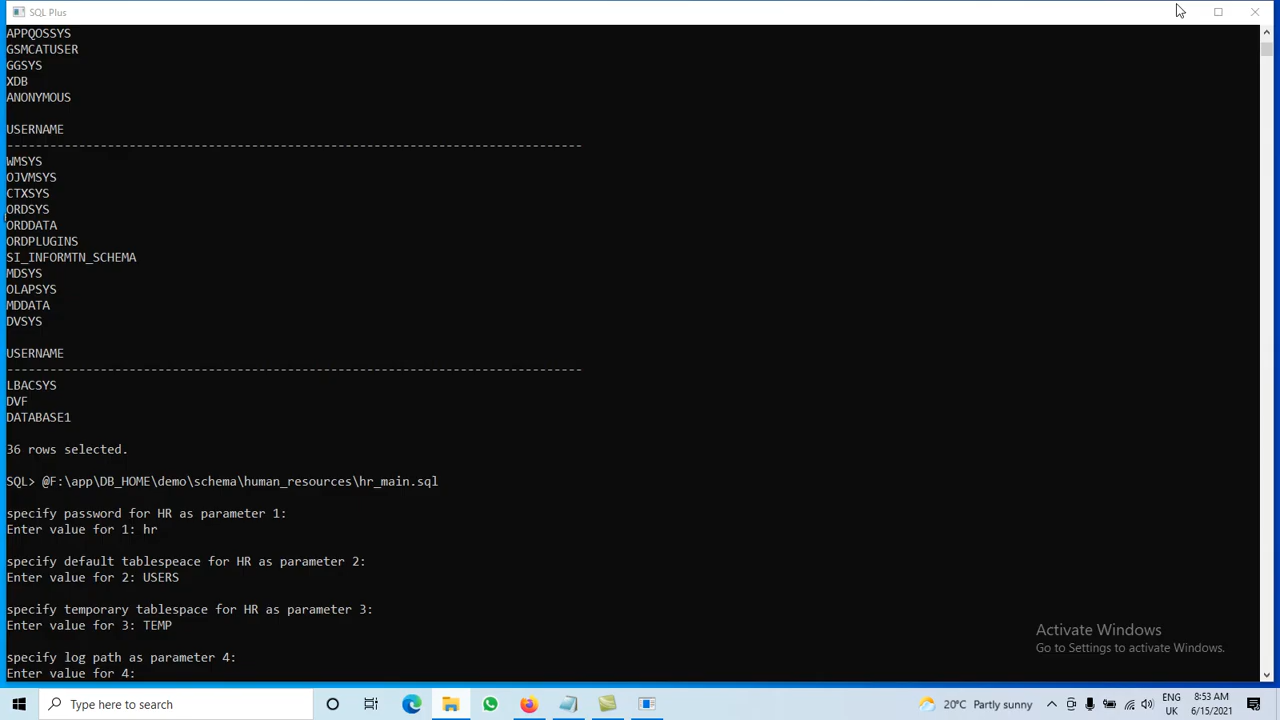 SQL Plus
APPQOSSYS
GSMCATUSER
GGSYS
XDB
ANONYMOUS
USERNAME
--------------------------------------------------------------------------------
WMSYS
OJVMSYS
CTXSYS
ORDSYS
ORDDATA
ORDPLUGINS
SI_INFORMTN_SCHEMA
MDSYS
OLAPSYS
MDDATA
DVSYS
USERNAME
--------------------------------------------------------------------------------
LBACSYS
DVF
DATABASE1
36 rows selected.
SQL> @F:\app\DB_HOME\demo\schema\human_resources\hr_main.sql
specify password for HR as parameter 1:
Enter value for 1: hr
specify default tablespeace for HR as parameter 2:
Enter value for 2: USERS
specify temporary tablespace for HR as parameter 3:
Enter value for 3: TEMP
specify log path as parameter 4:
Enter value for 4:
Activate Windows
Go to Settings to activate Windows.
Type here to search
20°C Partly sunny
ENG
UK
8:53 AM
6/15/2021